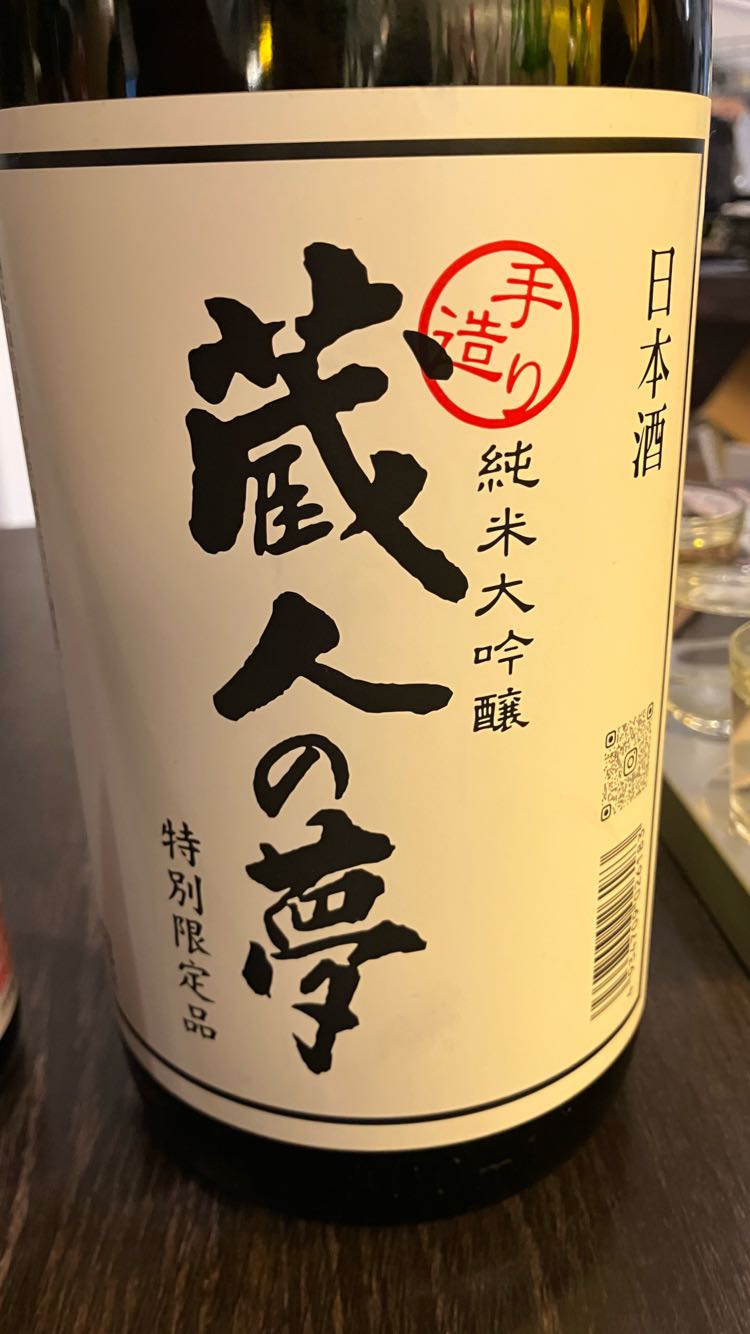 日本酒
手造り
純米大吟醸
蔵人の夢
特別限定品